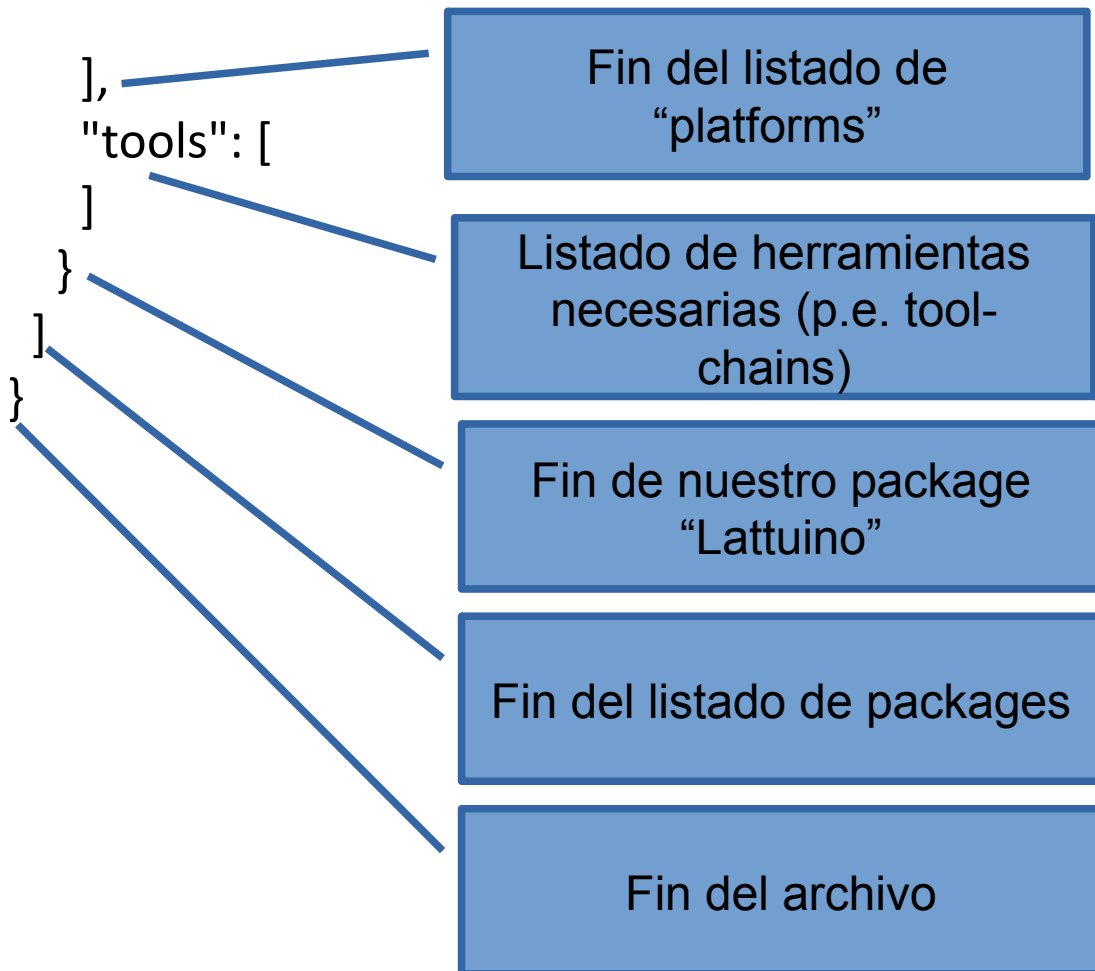 ],
"tools": [
]
}
]
}
Fin del listado de
“platforms”
Listado de herramientas
necesarias (p.e. tool-
chains)
Fin de nuestro package
“Lattuino”
Fin del listado de packages
Fin del archivo